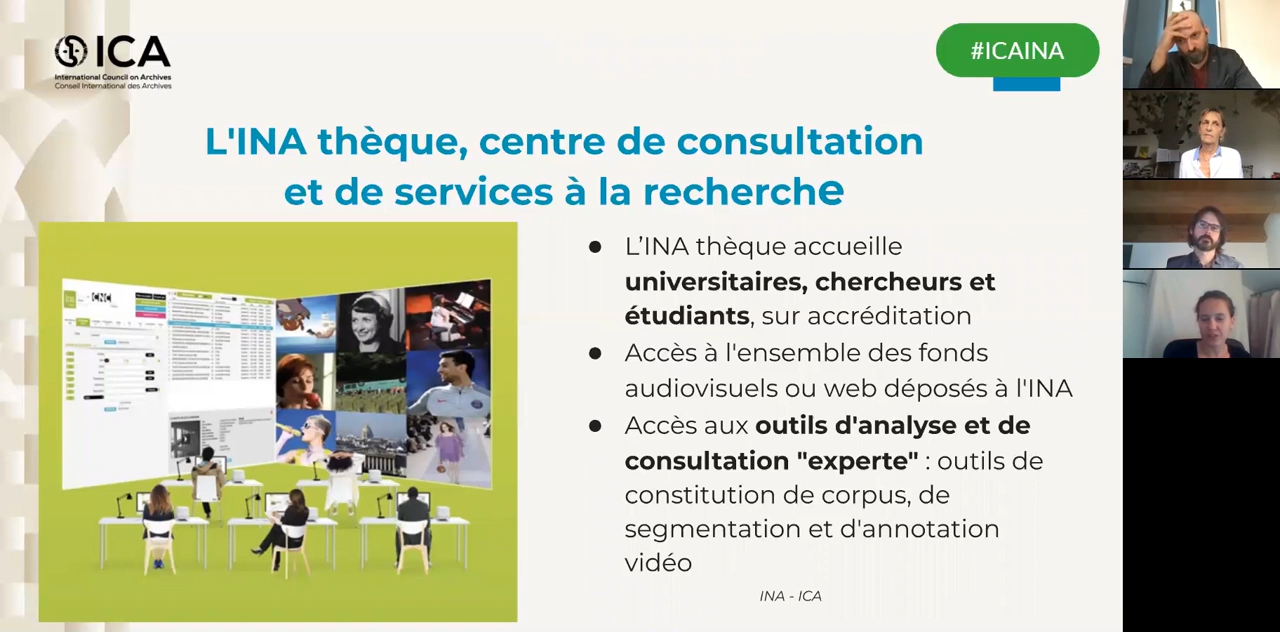 ICA
International Council on Archives
Conseil International des Archives
#ICAINA
L'INA thèque, centre de consultation
et de services à la recherche
● L’INA thèque accueille
universitaires, chercheurs et
étudiants, sur accréditation
● Accès à l'ensemble des fonds
audiovisuels ou web déposés à l'INA
● Accès aux outils d'analyse et de
consultation "experte" : outils de
constitution de corpus, de
segmentation et d'annotation
vidéo
CNC
INA - ICA